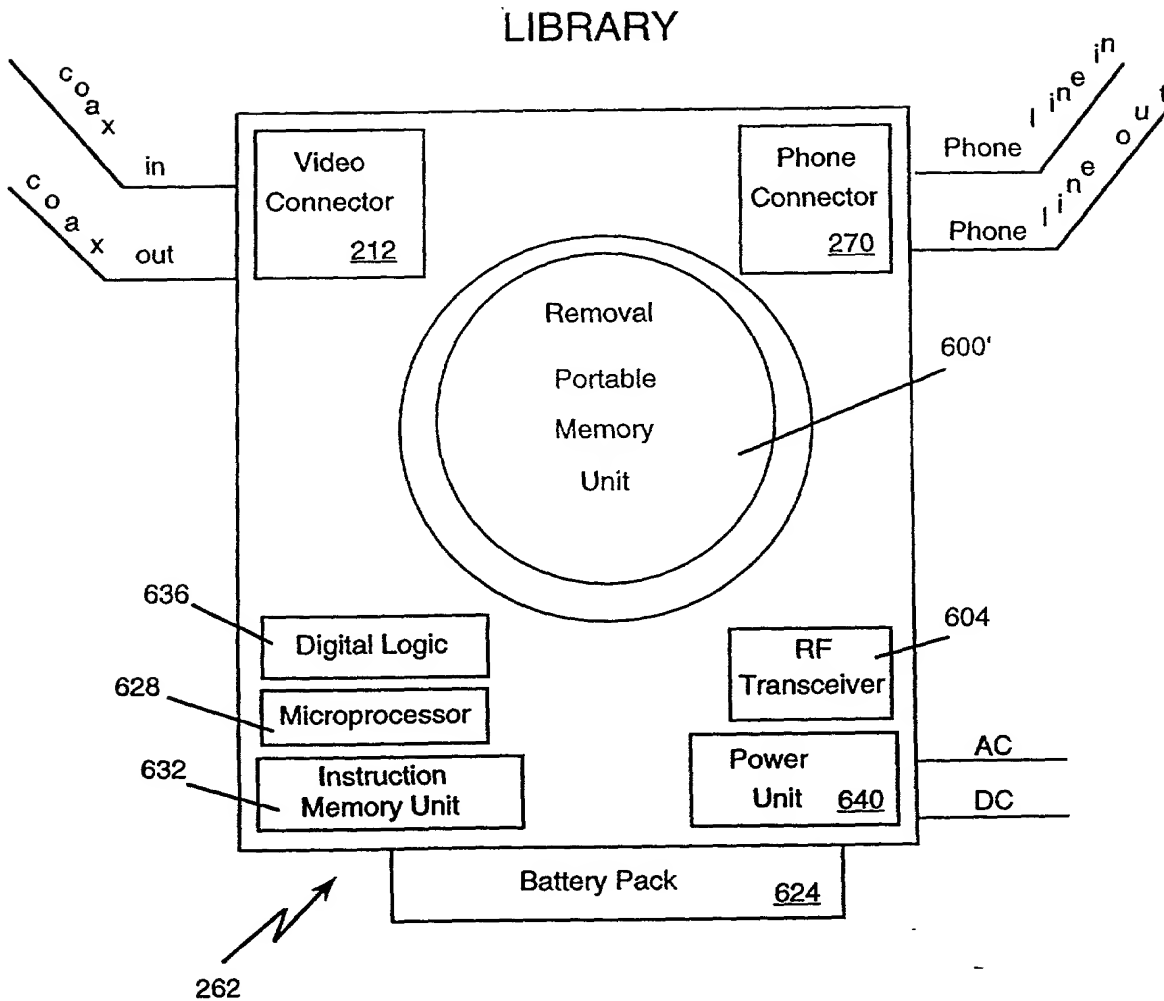 LIBRARY
coax in
coax out
Video
Connector
212
Phone
Connector
270
Phone line in
Phone line out
Removal
Portable
Memory
Unit
600'
636
Digital Logic
628
Microprocessor
632
Instruction
Memory Unit
604
RF
Transceiver
Power
Unit 640
AC
DC
Battery Pack 624
262